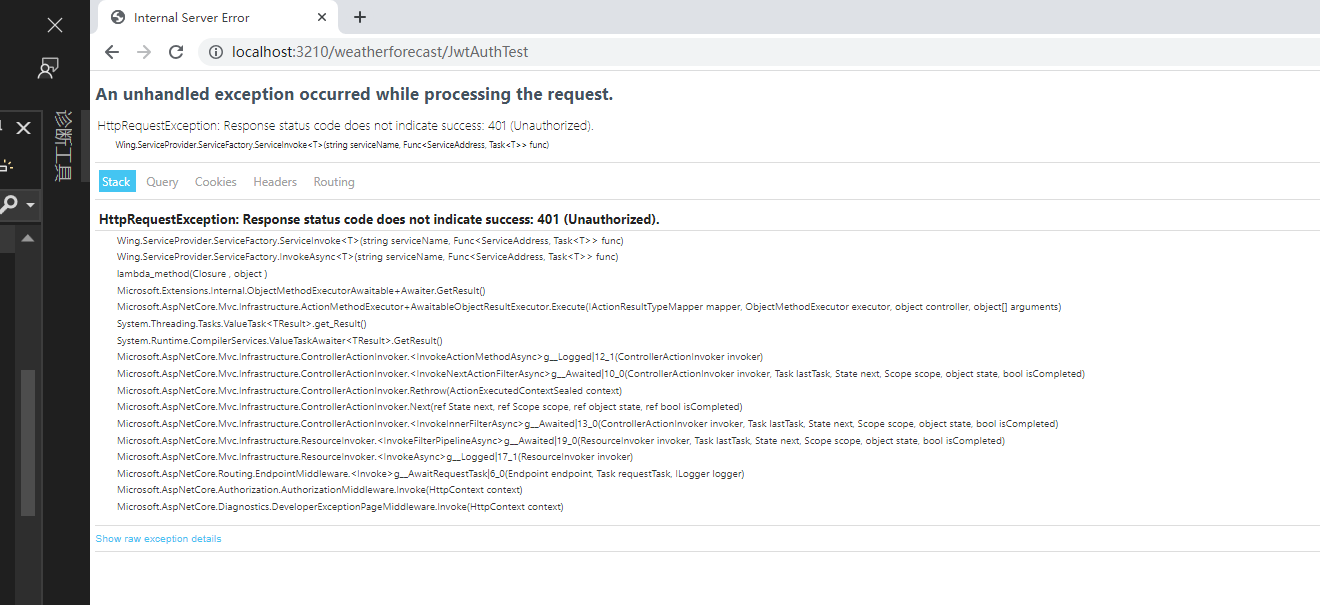 Internal Server Error
localhost:3210/weatherforecast/JwtAuthTest
诊断工具
An unhandled exception occurred while processing the request.
HttpRequestException: Response status code does not indicate success: 401 (Unauthorized).
Wing.ServiceProvider.ServiceFactory.ServiceInvoke<T>(string serviceName, Func<ServiceAddress, Task<T>> func)
Stack Query Cookies Headers Routing
HttpRequestException: Response status code does not indicate success: 401 (Unauthorized).
Wing.ServiceProvider.ServiceFactory.ServiceInvoke<T>(string serviceName, Func<ServiceAddress, Task<T>> func)
Wing.ServiceProvider.ServiceFactory.InvokeAsync<T>(string serviceName, Func<ServiceAddress, Task<T>> func)
lambda_method(Closure , object )
Microsoft.Extensions.Internal.ObjectMethodExecutorAwaitable+Awaiter.GetResult()
Microsoft.AspNetCore.Mvc.Infrastructure.ActionMethodExecutor+AwaitableObjectResultExecutor.Execute(IActionResultTypeMapper mapper, ObjectMethodExecutor executor, object controller, object[] arguments)
System.Threading.Tasks.ValueTask<TResult>.get_Result()
System.Runtime.CompilerServices.ValueTaskAwaiter<TResult>.GetResult()
Microsoft.AspNetCore.Mvc.Infrastructure.ControllerActionInvoker.<InvokeActionMethodAsync>g__Logged|12_1(ControllerActionInvoker invoker)
Microsoft.AspNetCore.Mvc.Infrastructure.ControllerActionInvoker.<InvokeNextActionFilterAsync>g__Awaited|10_0(ControllerActionInvoker invoker, Task lastTask, State next, Scope scope, object state, bool isCompleted)
Microsoft.AspNetCore.Mvc.Infrastructure.ControllerActionInvoker.Rethrow(ActionExecutedContextSealed context)
Microsoft.AspNetCore.Mvc.Infrastructure.ControllerActionInvoker.Next(ref State next, ref Scope scope, ref object state, ref bool isCompleted)
Microsoft.AspNetCore.Mvc.Infrastructure.ControllerActionInvoker.<InvokeInnerFilterAsync>g__Awaited|13_0(ControllerActionInvoker invoker, Task lastTask, State next, Scope scope, object state, bool isCompleted)
Microsoft.AspNetCore.Mvc.Infrastructure.ResourceInvoker.<InvokeFilterPipelineAsync>g__Awaited|19_0(ResourceInvoker invoker, Task lastTask, State next, Scope scope, object state, bool isCompleted)
Microsoft.AspNetCore.Mvc.Infrastructure.ResourceInvoker.<InvokeAsync>g__Logged|17_1(ResourceInvoker invoker)
Microsoft.AspNetCore.Routing.EndpointMiddleware.<Invoke>g__AwaitRequestTask|6_0(Endpoint endpoint, Task requestTask, ILogger logger)
Microsoft.AspNetCore.Authorization.AuthorizationMiddleware.Invoke(HttpContext context)
Microsoft.AspNetCore.Diagnostics.DeveloperExceptionPageMiddleware.Invoke(HttpContext context)
Show raw exception details